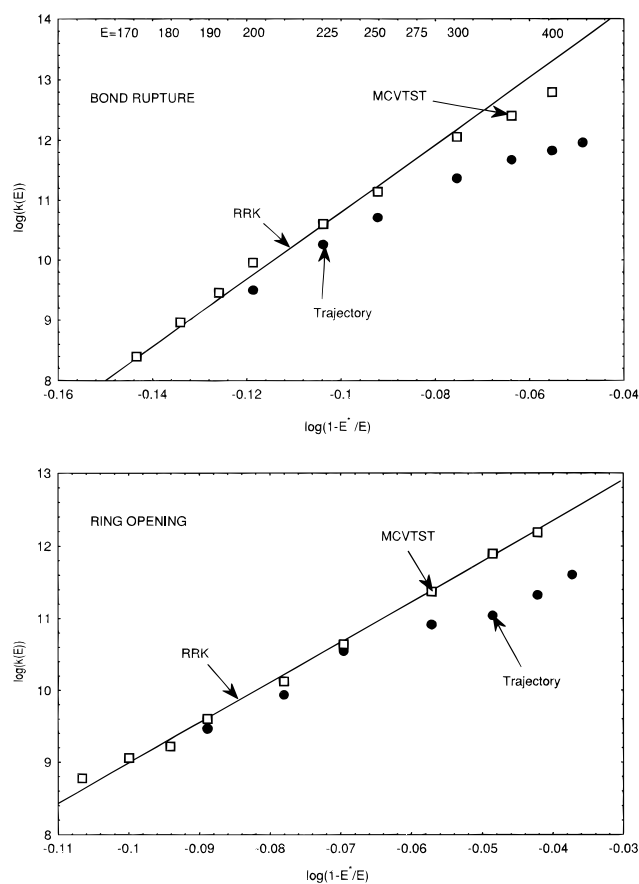 14
E=170 180 190 200 225 250 275 300 400
13
BOND RUPTURE
MCVTST
12
log(k(E))
11
RRK
10
Trajectory
9
8
-0.16 -0.14 -0.12 -0.1 -0.08 -0.06 -0.04
log(1-E*/E)
13
RING OPENING
MCVTST
12
log(k(E))
11
RRK
Trajectory
10
9
8
-0.11 -0.1 -0.09 -0.08 -0.07 -0.06 -0.05 -0.04 -0.03
log(1-E*/E)